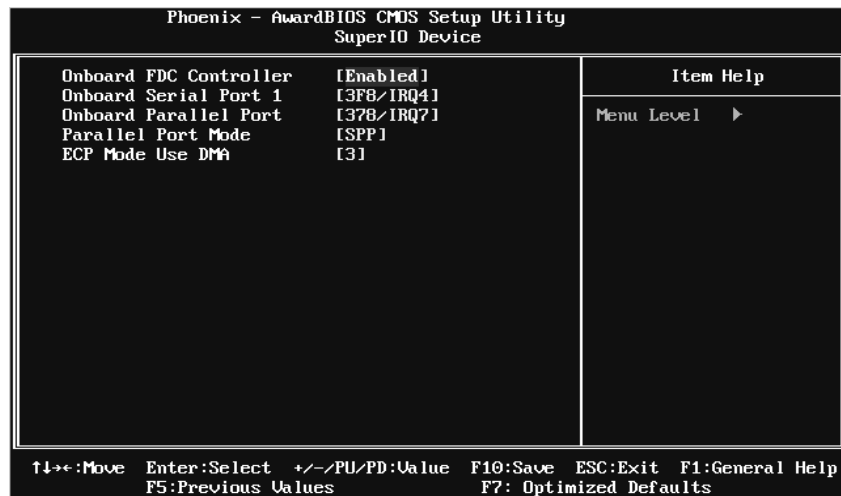 Phoenix - AwardBIOS CMOS Setup Utility
SuperIO Device
Onboard FDC Controller [Enabled]
Onboard Serial Port 1 [3F8/IRQ4]
Onboard Parallel Port [378/IRQ7]
Parallel Port Mode [SPP]
ECP Mode Use DMA [3]
Item Help
Menu Level ▶
↑↓→←:Move Enter:Select +/-/PU/PD:Value F10:Save ESC:Exit F1:General Help
F5:Previous Values F7: Optimized Defaults